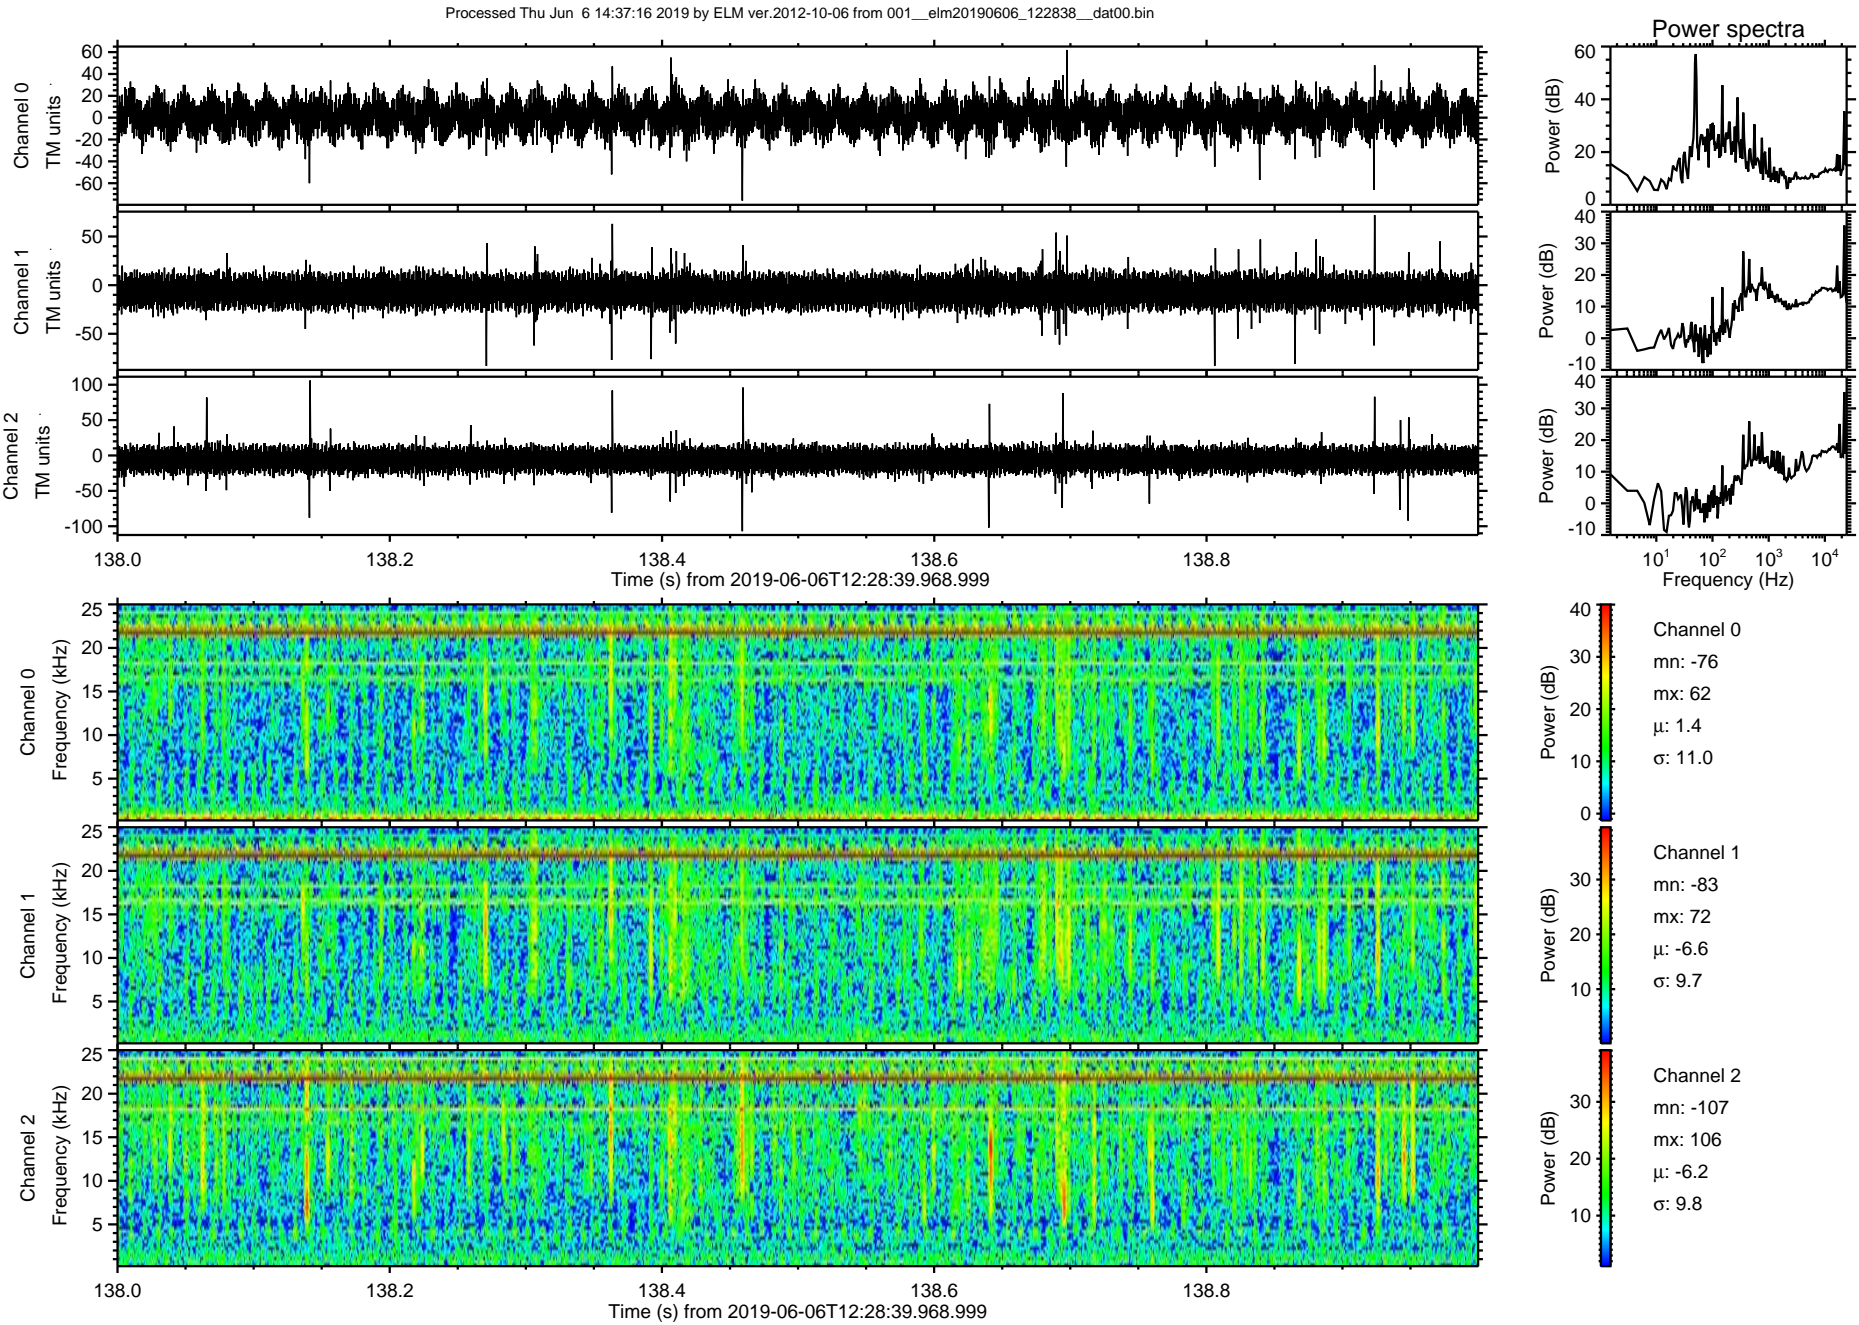 Processed Thu Jun  6 14:37:16 2019 by ELM ver.2012-10-06 from 001__elm20190606_122838__dat00.bin
Power spectra
Channel 0
TM units
60
40
20
0
-20
-40
-60
Power (dB)
60
40
20
0
Channel 1
TM units
50
0
-50
Power (dB)
40
30
20
10
0
-10
Channel 2
TM units
100
50
0
-50
-100
Power (dB)
40
30
20
10
0
-10
138.0 138.2 138.4 138.6 138.8
Time (s) from 2019-06-06T12:28:39.968.999
10¹ 10² 10³ 10⁴
Frequency (Hz)
Channel 0
Frequency (kHz)
25
20
15
10
5
Power (dB)
40
30
20
10
0
Channel 0
mn: -76
mx: 62
μ: 1.4
σ: 11.0
Channel 1
Frequency (kHz)
25
20
15
10
5
Power (dB)
30
20
10
Channel 1
mn: -83
mx: 72
μ: -6.6
σ: 9.7
Channel 2
Frequency (kHz)
25
20
15
10
5
Power (dB)
30
20
10
Channel 2
mn: -107
mx: 106
μ: -6.2
σ: 9.8
138.0 138.2 138.4 138.6 138.8
Time (s) from 2019-06-06T12:28:39.968.999